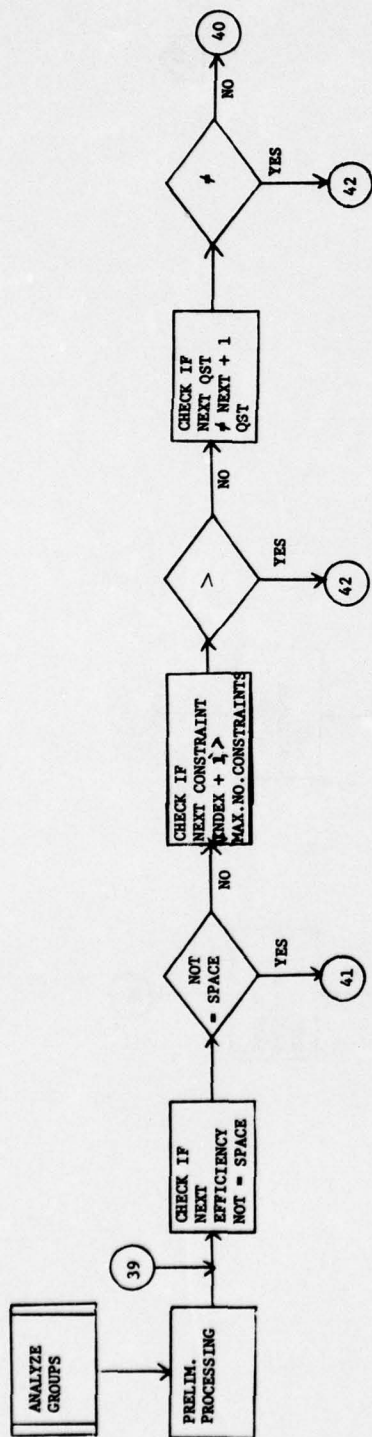 ANALYZE
GROUPS
PRELIM.
PROCESSING
39
CHECK IF
NEXT
EFFICIENCY
NOT = SPACE
NOT
= SPACE
NO
YES
41
CHECK IF
NEXT CONSTRAINT
INDEX + 1 >
MAX.NO.CONSTRAINTS
>
NO
YES
42
CHECK IF
NEXT QST
≠ NEXT + 1
QST
≠
NO
40
YES
42